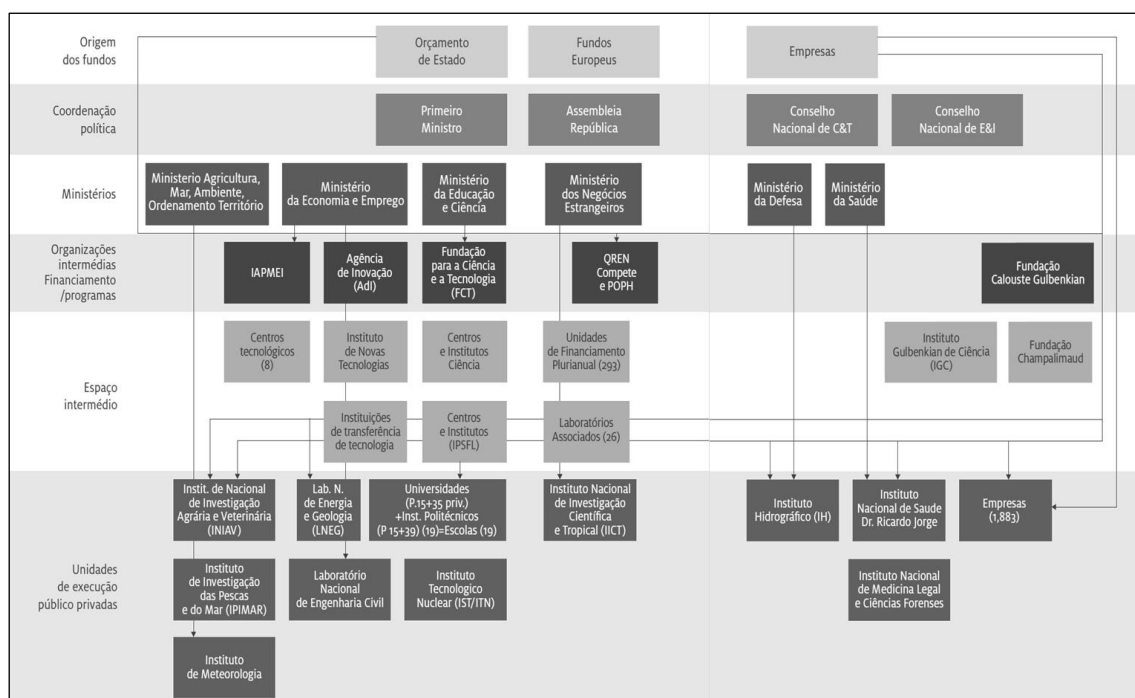 Origem
dos fundos
Orçamento
de Estado
Fundos
Europeus
Empresas
Coordenação
política
Primeiro
Ministro
Assembleia
República
Conselho
Nacional de C&T
Conselho
Nacional de E&I
Ministérios
Ministerio Agricultura,
Mar, Ambiente,
Ordenamento Território
Ministério
da Economia e Emprego
Ministério
da Educação
e Ciência
Ministério
dos Negócios
Estrangeiros
Ministério
da Defesa
Ministério
da Saúde
Organizações
intermédias
Financiamento
/programas
IAPMEI
Agência
de Inovação
(AdI)
Fundação
para a Ciência
e a Tecnologia
(FCT)
QREN
Compete
e POPH
Fundação
Calouste Gulbenkian
Espaço
intermédio
Centros
tecnológicos
(8)
Instituto
de Novas
Tecnologias
Centros
e Institutos
Ciência
Unidades
de Financiamento
Plurianual (293)
Instituto
Gulbenkian de Ciência
(IGC)
Fundação
Champalimaud
Instituições
de transferência
de tecnologia
Centros
e Institutos
(IPSFL)
Laboratórios
Associados (26)
Unidades
de execução
público privadas
Instit. de Nacional
de Investigação
Agrária e Veterinária
(INIAV)
Lab. N.
de Energia
e Geologia
(LNEG)
Universidades
(P.15+35 priv.)
+Inst. Politécnicos
(P 15+39) (19)=Escolas (19)
Instituto Nacional
de Investigação
Científica
e Tropical (IICT)
Instituto
Hidrográfico (IH)
Instituto
Nacional de Saude
Dr. Ricardo Jorge
Empresas
(1,883)
Instituto
de Investigação
das Pescas
e do Mar (IPIMAR)
Laboratório
Nacional
de Engenharia Civil
Instituto
Tecnologico
Nuclear (IST/ITN)
Instituto Nacional
de Medicina Legal
e Ciências Forenses
Instituto
de Meteorologia